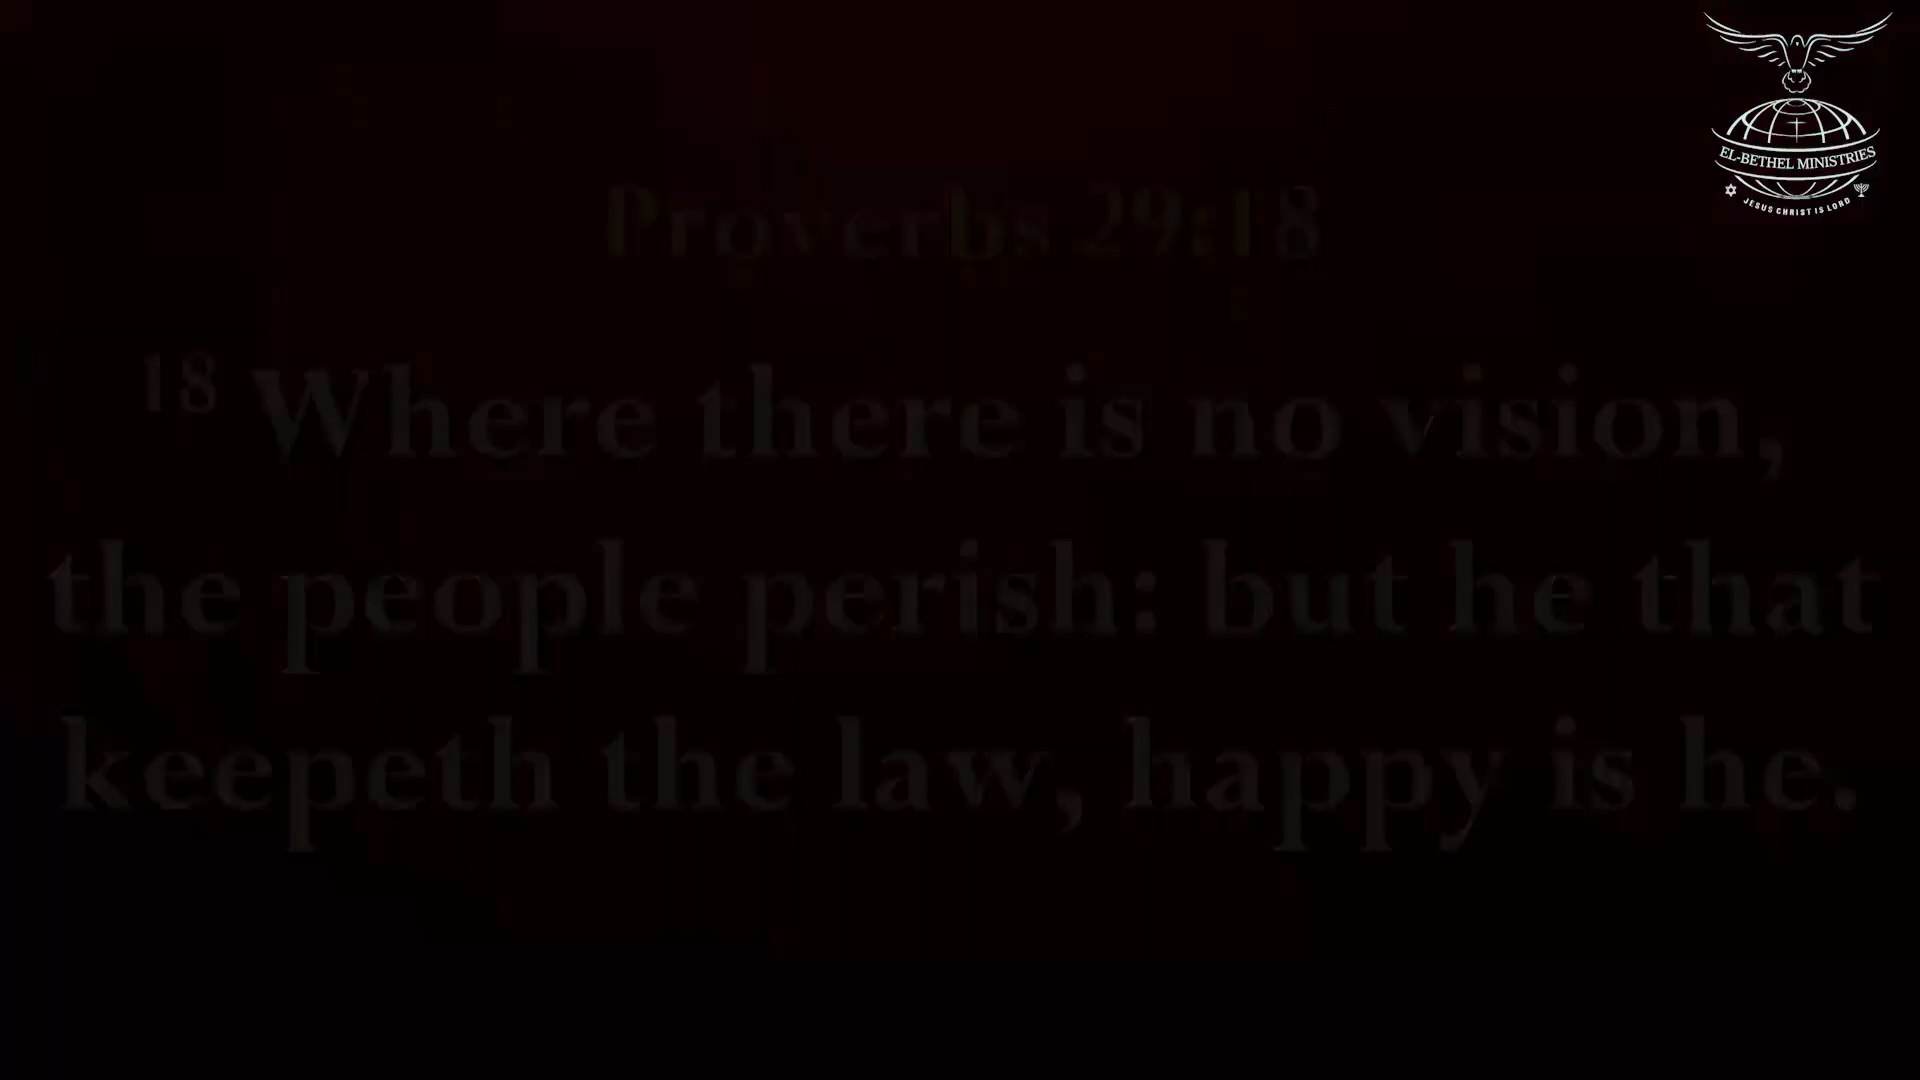 EL-BETHEL MINISTRIES
JESUS CHRIST IS LORD
Proverbs 29:18
18 Where there is no vision,
the people perish: but he that
keepeth the law, happy is he.